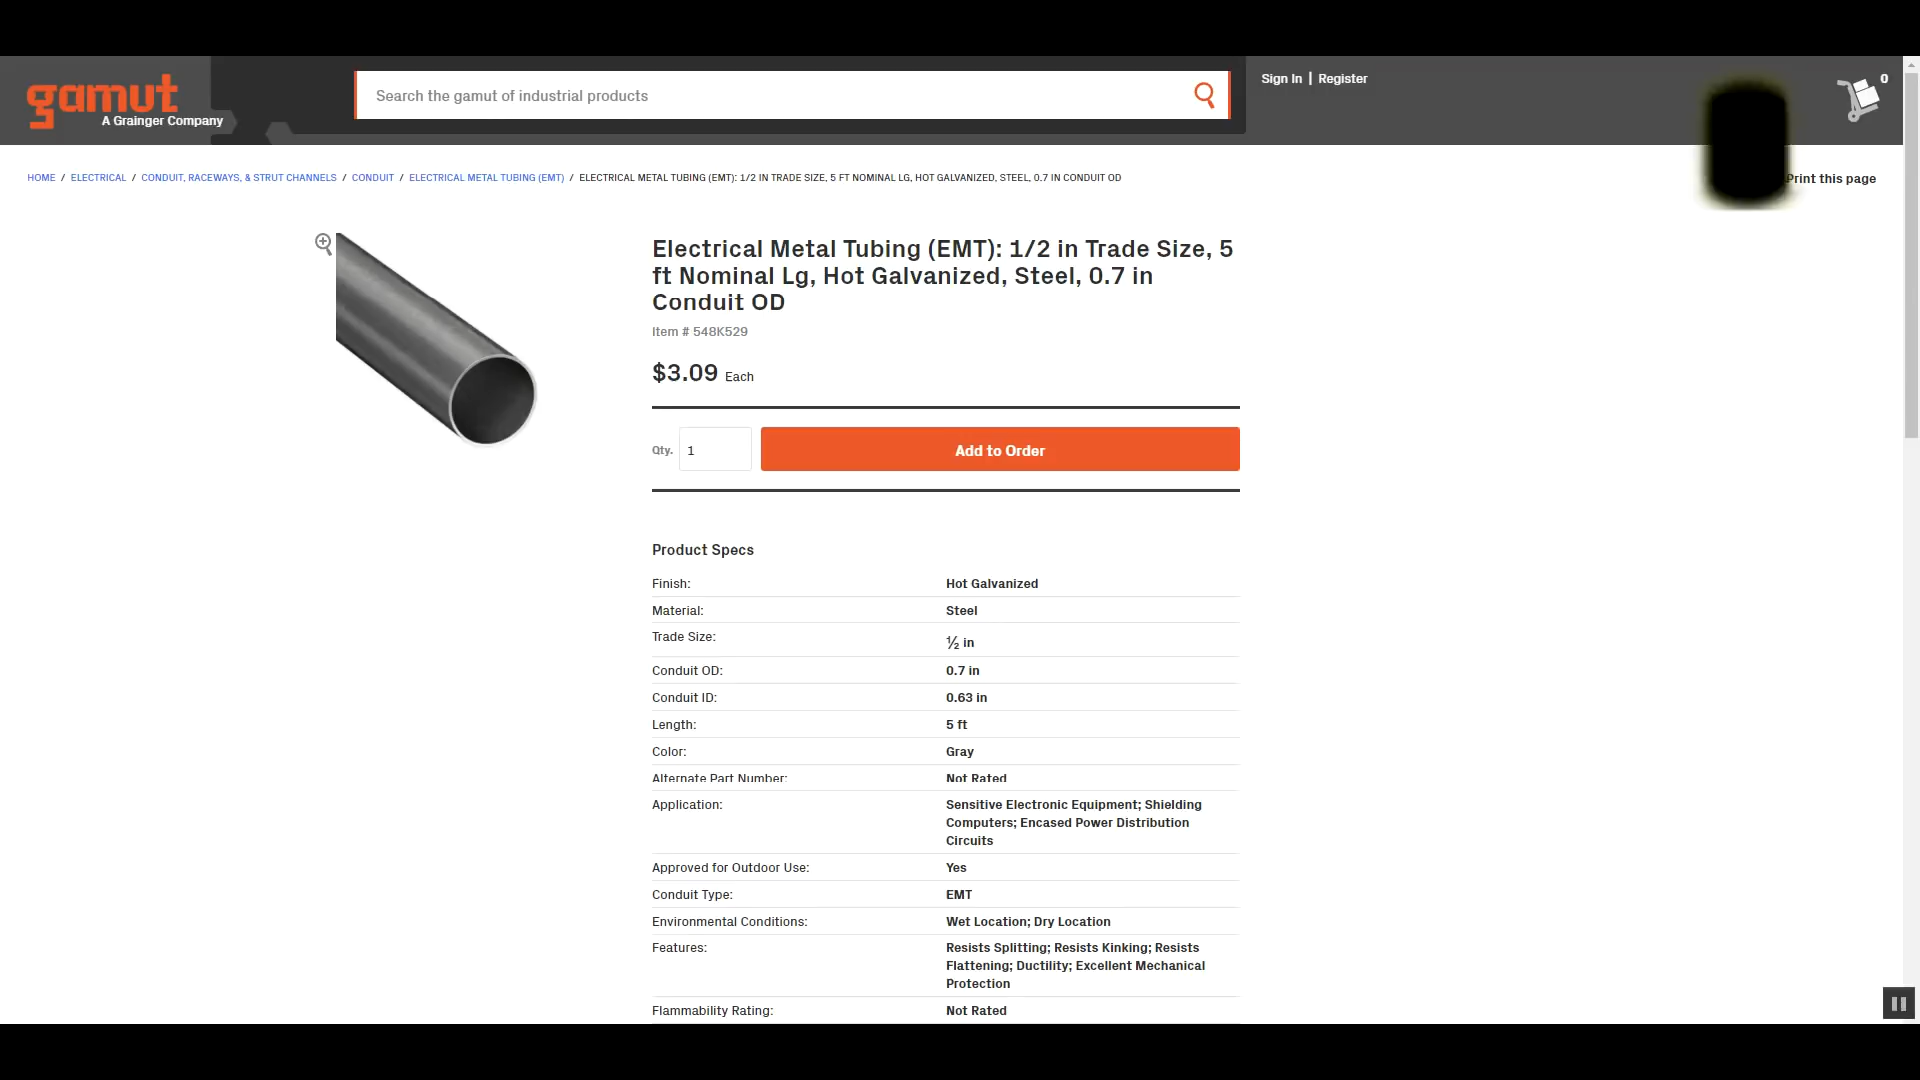 gamut
A Grainger Company
Search the gamut of industrial products
Sign In | Register
0
HOME / ELECTRICAL / CONDUIT, RACEWAYS, & STRUT CHANNELS / CONDUIT / ELECTRICAL METAL TUBING (EMT) / ELECTRICAL METAL TUBING (EMT): 1/2 IN TRADE SIZE, 5 FT NOMINAL LG, HOT GALVANIZED, STEEL, 0.7 IN CONDUIT OD
Print this page
Electrical Metal Tubing (EMT): 1/2 in Trade Size, 5
ft Nominal Lg, Hot Galvanized, Steel, 0.7 in
Conduit OD
Item # 548K529
$3.09 Each
Qty. 1 Add to Order
Product Specs
Finish: Hot Galvanized
Material: Steel
Trade Size: ½ in
Conduit OD: 0.7 in
Conduit ID: 0.63 in
Length: 5 ft
Color: Gray
Alternate Part Number: Not Rated
Application: Sensitive Electronic Equipment; Shielding
Computers; Encased Power Distribution
Circuits
Approved for Outdoor Use: Yes
Conduit Type: EMT
Environmental Conditions: Wet Location; Dry Location
Features: Resists Splitting; Resists Kinking; Resists
Flattening; Ductility; Excellent Mechanical
Protection
Flammability Rating: Not Rated